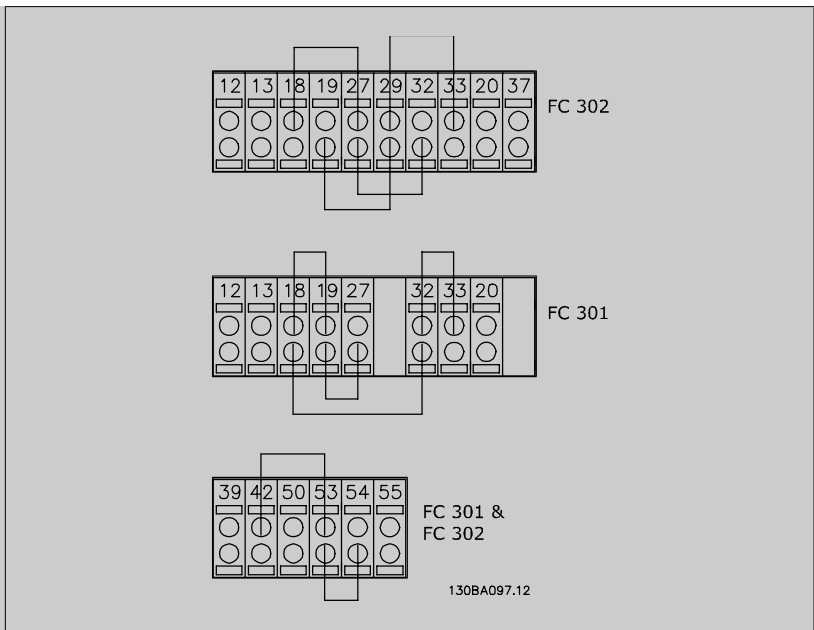 12 13 18 19 27 29 32 33 20 37
FC 302
12 13 18 19 27 32 33 20
FC 301
39 42 50 53 54 55
FC 301 &
FC 302
130BA097.12